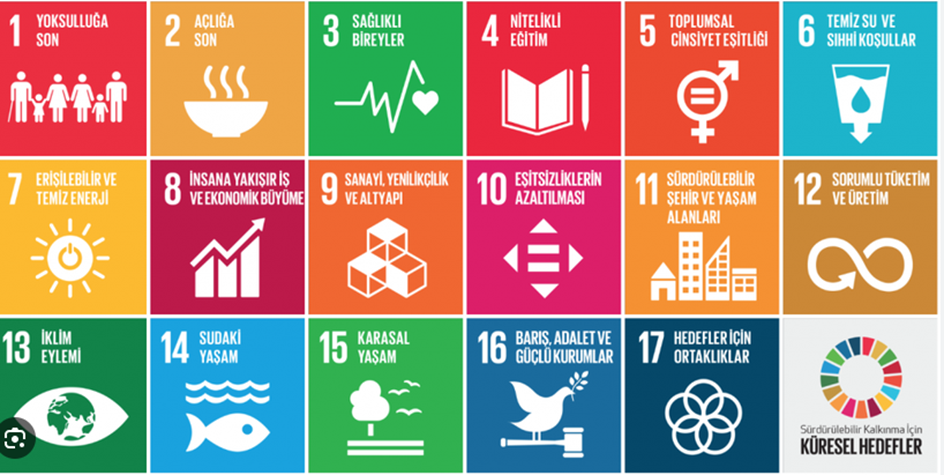 1 YOKSULLUĞA
SON
2 AÇLIĞA
SON
3 SAĞLIKLI
BİREYLER
4 NİTELİKLİ
EĞİTİM
5 TOPLUMSAL
CİNSİYET EŞİTLİĞİ
6 TEMİZ SU VE
SIHHİ KOŞULLAR
7 ERİŞİLEBİLİR VE
TEMİZ ENERJİ
8 İNSANA YAKIŞIR İŞ
VE EKONOMİK BÜYÜME
9 SANAYİ, YENİLİKÇİLİK
VE ALTYAPI
10 EŞİTSİZLİKLERİN
AZALTILMASI
11 SÜRDÜRÜLEBİLİR
ŞEHİR VE YAŞAM
ALANLARI
12 SORUMLU TÜKETİM
VE ÜRETİM
13 İKLİM
EYLEMİ
14 SUDAKİ
YAŞAM
15 KARASAL
YAŞAM
16 BARIŞ, ADALET VE
GÜÇLÜ KURUMLAR
17 HEDEFLER İÇİN
ORTAKLIKLAR
Sürdürülebilir Kalkınma İçin
KÜRESEL HEDEFLER